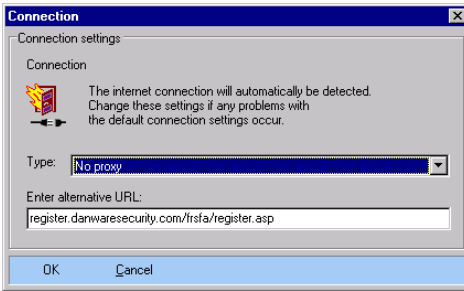 Connection
Connection settings
Connection
The internet connection will automatically be detected.
Change these settings if any problems with
the default connection settings occur.
Type: No proxy
Enter alternative URL:
register.danwaresecurity.com/frsfa/register.asp
OK Cancel